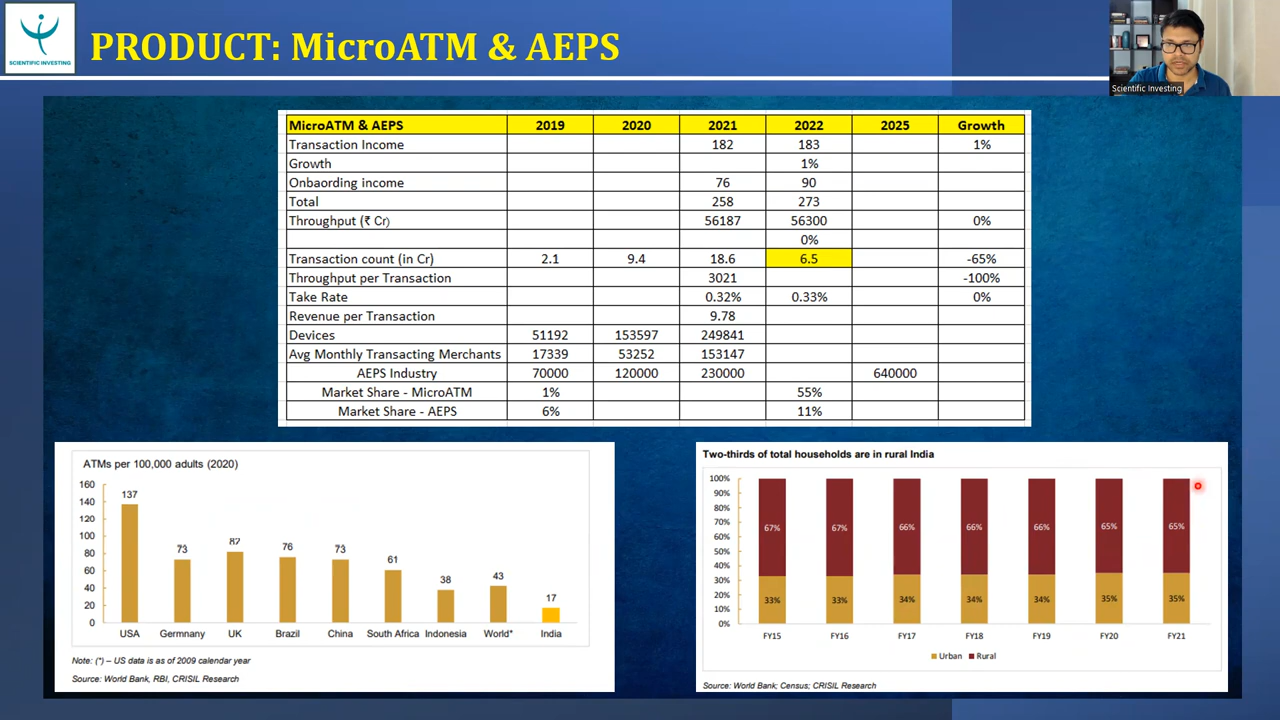 SCIENTIFIC INVESTING
PRODUCT: MicroATM & AEPS
Scientific Investing
MicroATM & AEPS 2019 2020 2021 2022 2025 Growth
Transaction Income 182 183 1%
Growth 1%
Onbaording income 76 90
Total 258 273
Throughput (₹ Cr) 56187 56300 0%
0%
Transaction count (in Cr) 2.1 9.4 18.6 6.5 -65%
Throughput per Transaction 3021 -100%
Take Rate 0.32% 0.33% 0%
Revenue per Transaction 9.78
Devices 51192 153597 249841
Avg Monthly Transacting Merchants 17339 53252 153147
AEPS Industry 70000 120000 230000 640000
Market Share - MicroATM 1% 55%
Market Share - AEPS 6% 11%
ATMs per 100,000 adults (2020)
160
140
120
100
80
60
40
20
0
137 73 87 76 73 61 38 43 17
USA Germnany UK Brazil China South Africa Indonesia World* India
Note: (*) – US data is as of 2009 calendar year
Source: World Bank, RBI, CRISIL Research
Two-thirds of total households are in rural India
100%
90%
80%
70%
60%
50%
40%
30%
20%
10%
0%
67% 67% 66% 66% 66% 65% 65%
33% 33% 34% 34% 34% 35% 35%
FY15 FY16 FY17 FY18 FY19 FY20 FY21
Urban Rural
Source: World Bank; Census; CRISIL Research